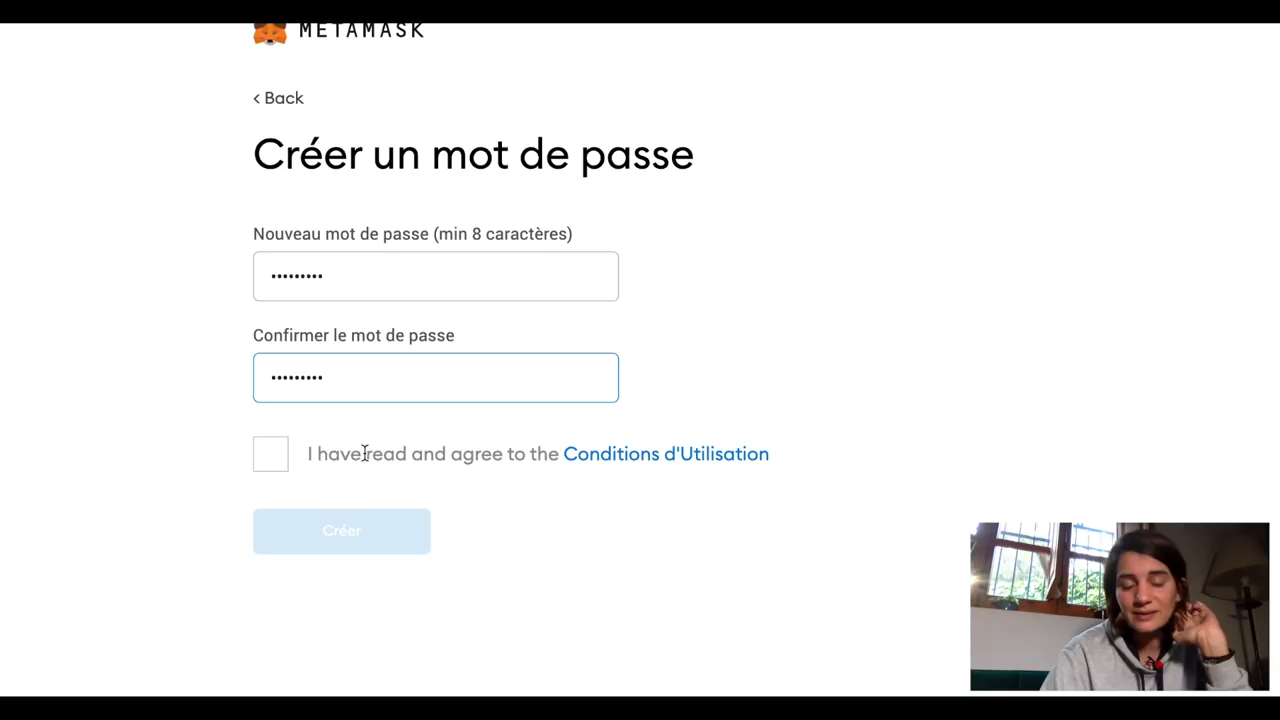 METAMASK
< Back
Créer un mot de passe
Nouveau mot de passe (min 8 caractères)
•••••••••
Confirmer le mot de passe
•••••••••
I have read and agree to the Conditions d'Utilisation
Créer